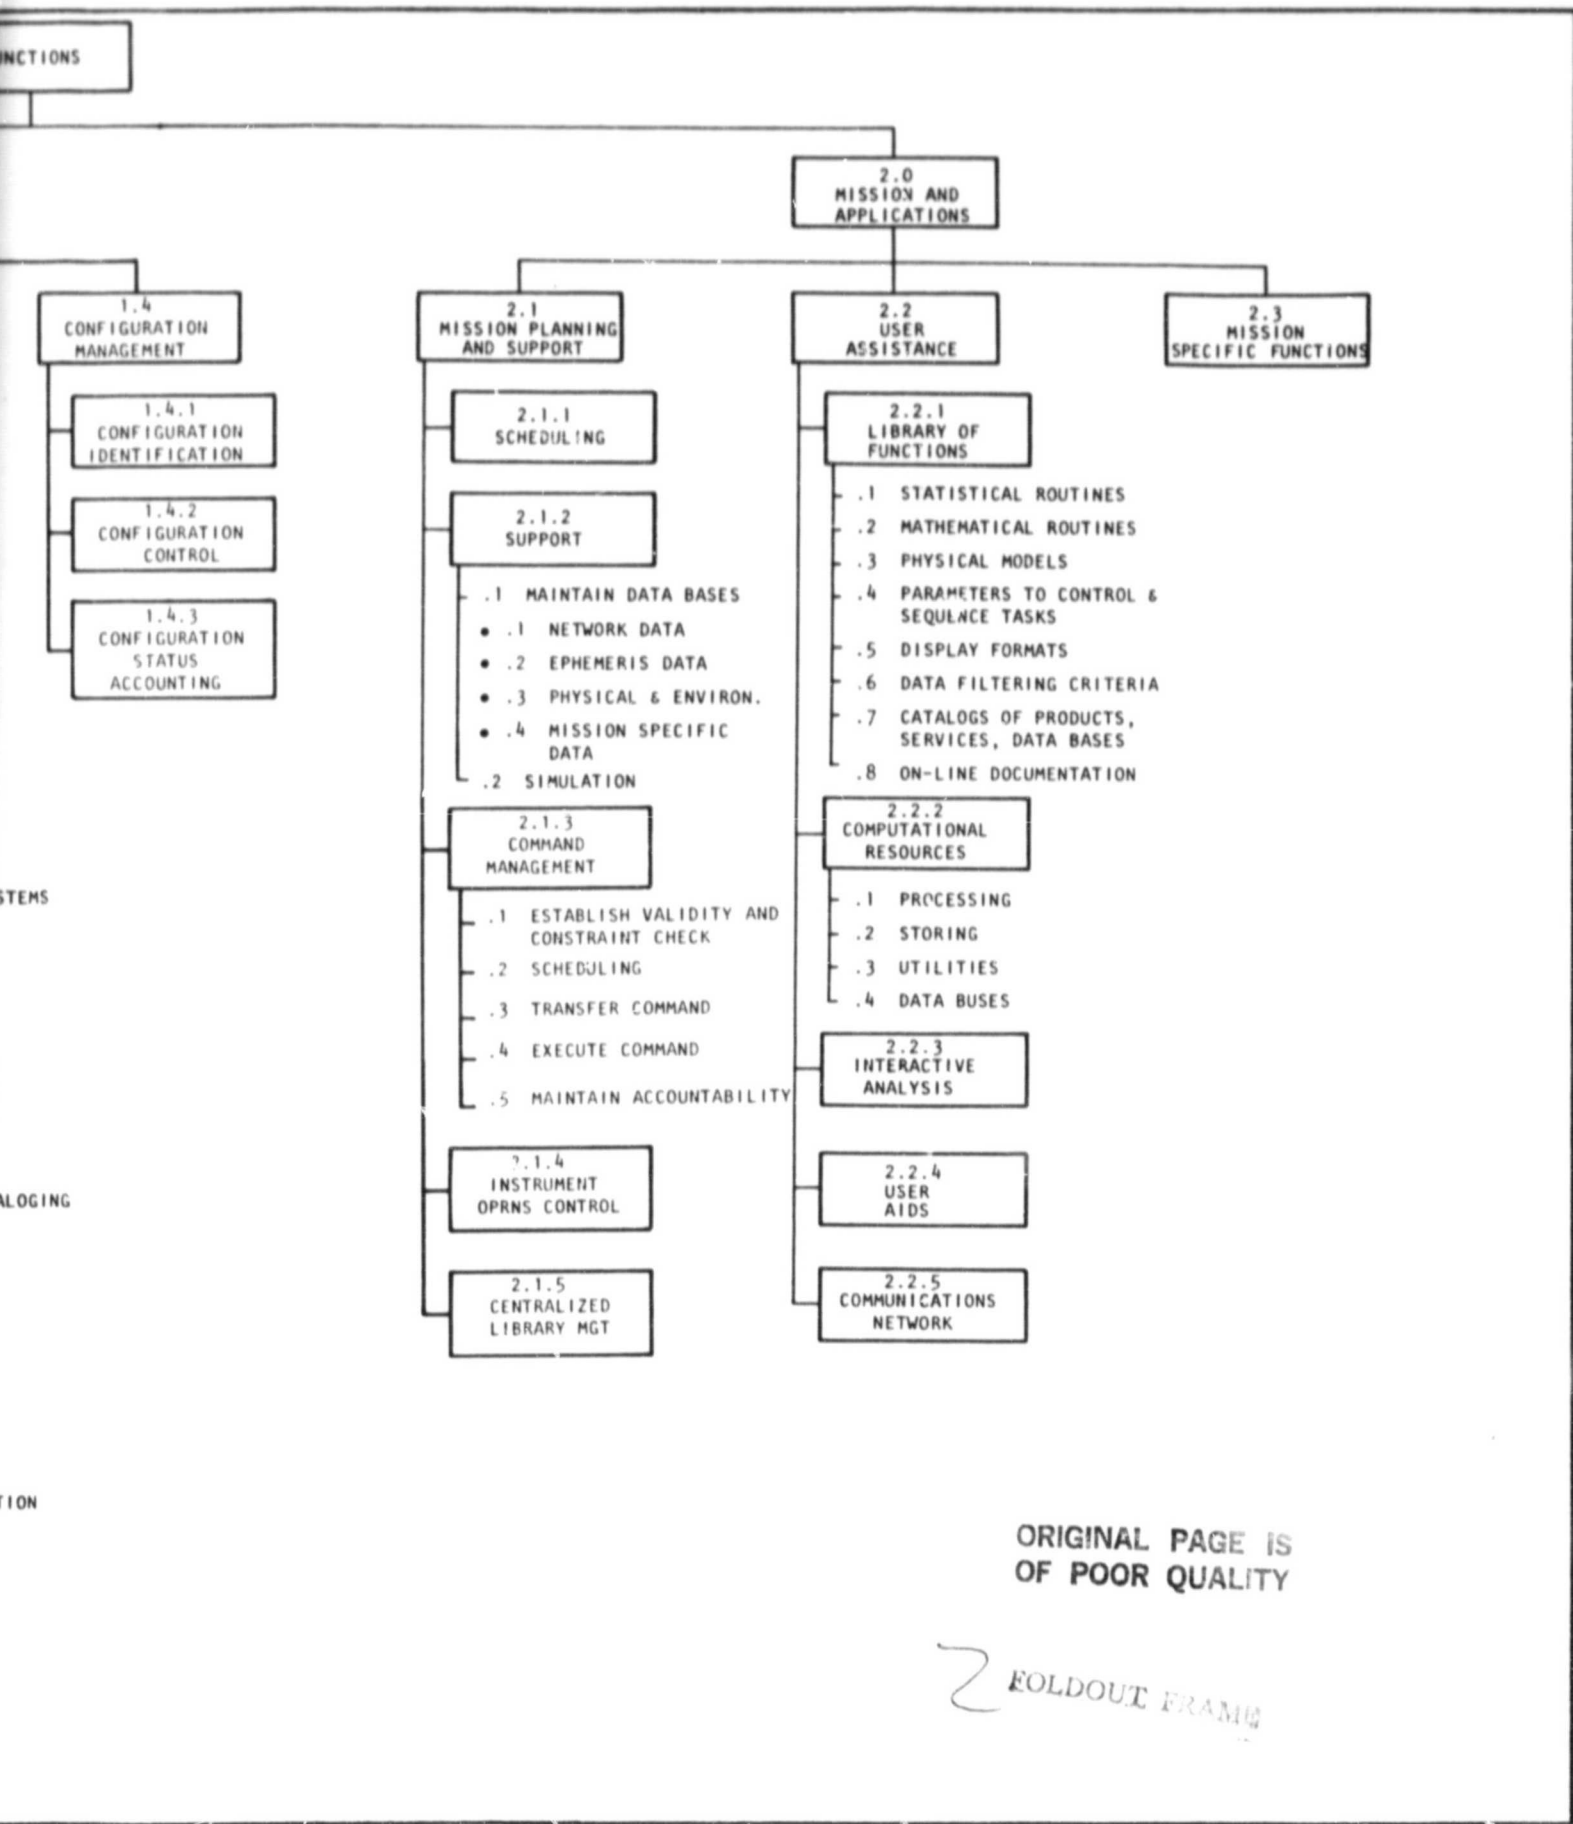 NCTIONS
2.0
MISSION AND
APPLICATIONS
1.4
CONFIGURATION
MANAGEMENT
1.4.1
CONFIGURATION
IDENTIFICATION
1.4.2
CONFIGURATION
CONTROL
1.4.3
CONFIGURATION
STATUS
ACCOUNTING
STEMS
ALOGING
TION
2.1
MISSION PLANNING
AND SUPPORT
2.1.1
SCHEDULING
2.1.2
SUPPORT
.1 MAINTAIN DATA BASES
• .1 NETWORK DATA
• .2 EPHEMERIS DATA
• .3 PHYSICAL & ENVIRON.
• .4 MISSION SPECIFIC
DATA
.2 SIMULATION
2.1.3
COMMAND
MANAGEMENT
.1 ESTABLISH VALIDITY AND
CONSTRAINT CHECK
.2 SCHEDULING
.3 TRANSFER COMMAND
.4 EXECUTE COMMAND
.5 MAINTAIN ACCOUNTABILITY
2.1.4
INSTRUMENT
OPRNS CONTROL
2.1.5
CENTRALIZED
LIBRARY MGT
2.2
USER
ASSISTANCE
2.2.1
LIBRARY OF
FUNCTIONS
.1 STATISTICAL ROUTINES
.2 MATHEMATICAL ROUTINES
.3 PHYSICAL MODELS
.4 PARAMETERS TO CONTROL &
SEQUENCE TASKS
.5 DISPLAY FORMATS
.6 DATA FILTERING CRITERIA
.7 CATALOGS OF PRODUCTS,
SERVICES, DATA BASES
.8 ON-LINE DOCUMENTATION
2.2.2
COMPUTATIONAL
RESOURCES
.1 PROCESSING
.2 STORING
.3 UTILITIES
.4 DATA BUSES
2.2.3
INTERACTIVE
ANALYSIS
2.2.4
USER
AIDS
2.2.5
COMMUNICATIONS
NETWORK
2.3
MISSION
SPECIFIC FUNCTIONS
ORIGINAL PAGE IS
OF POOR QUALITY
2 FOLDOUT FRAME